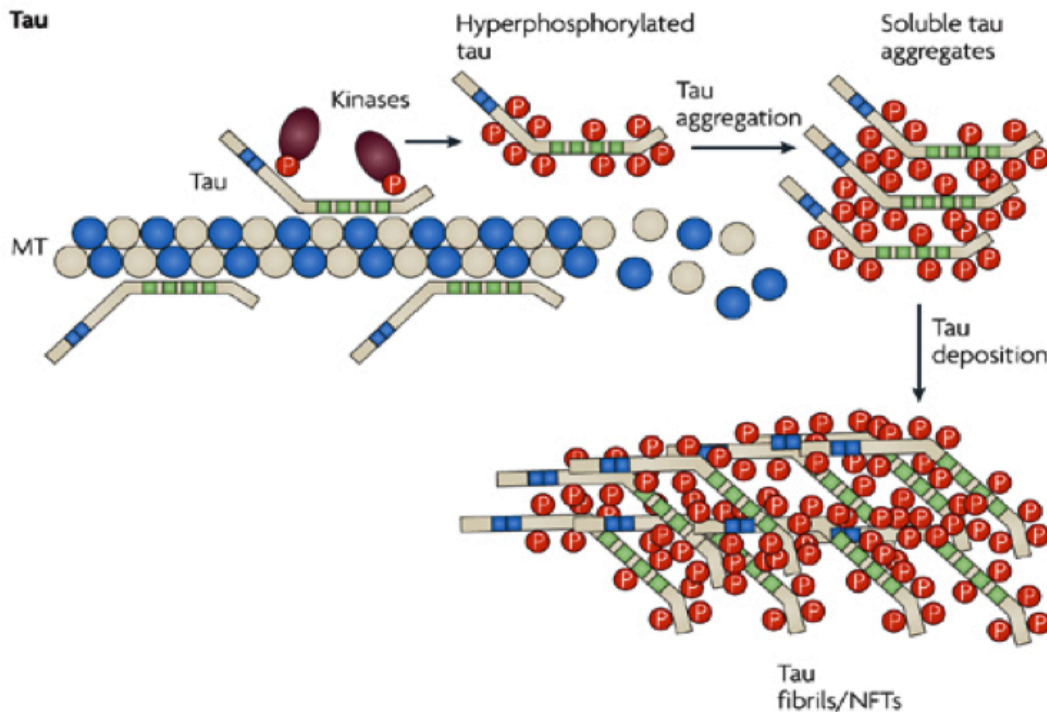 Tau
Hyperphosphorylated
tau
Soluble tau
aggregates
Kinases
Tau
aggregation
Tau
MT
Tau
deposition
Tau
fibrils/NFTs